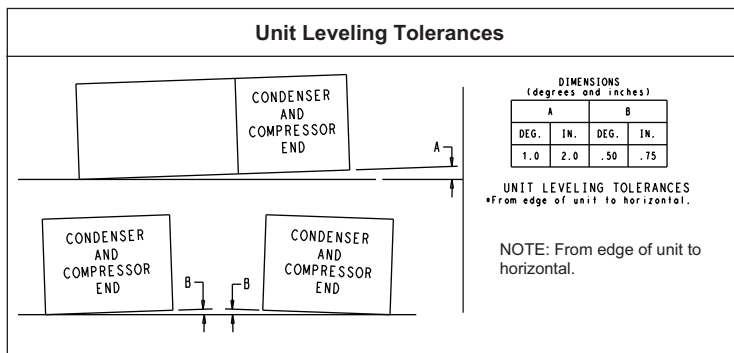 Unit Leveling Tolerances
CONDENSER
AND
COMPRESSOR
END
A
CONDENSER
AND
COMPRESSOR
END
B
B
CONDENSER
AND
COMPRESSOR
END
DIMENSIONS
(degrees and inches)
A B
DEG. IN. DEG. IN.
1.0 2.0 .50 .75
UNIT LEVELING TOLERANCES
*From edge of unit to horizontal.
NOTE: From edge of unit to
horizontal.